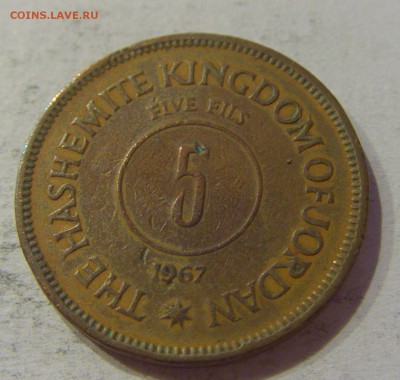 COINS.LAVE.RU
THE HASHEMITE KINGDOM OF JORDAN
FIVE FILS
5
1967